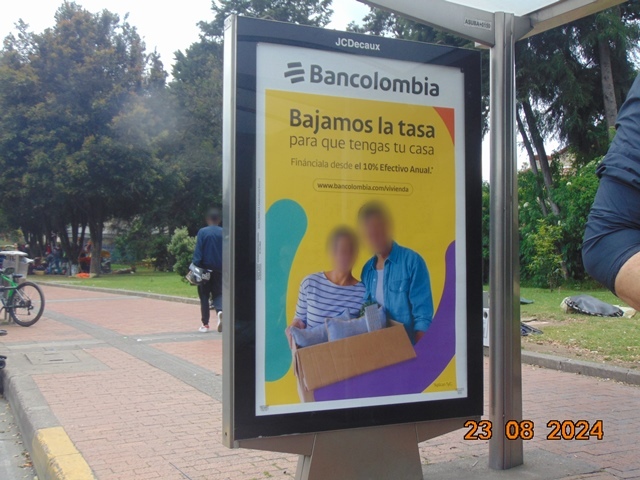 JCDecaux
Bancolombia
Bajamos la tasa
para que tengas tu casa
Fináncialа desde el 10% Efectivo Anual.*
www.bancolombia.com/vivienda
23 08 2024